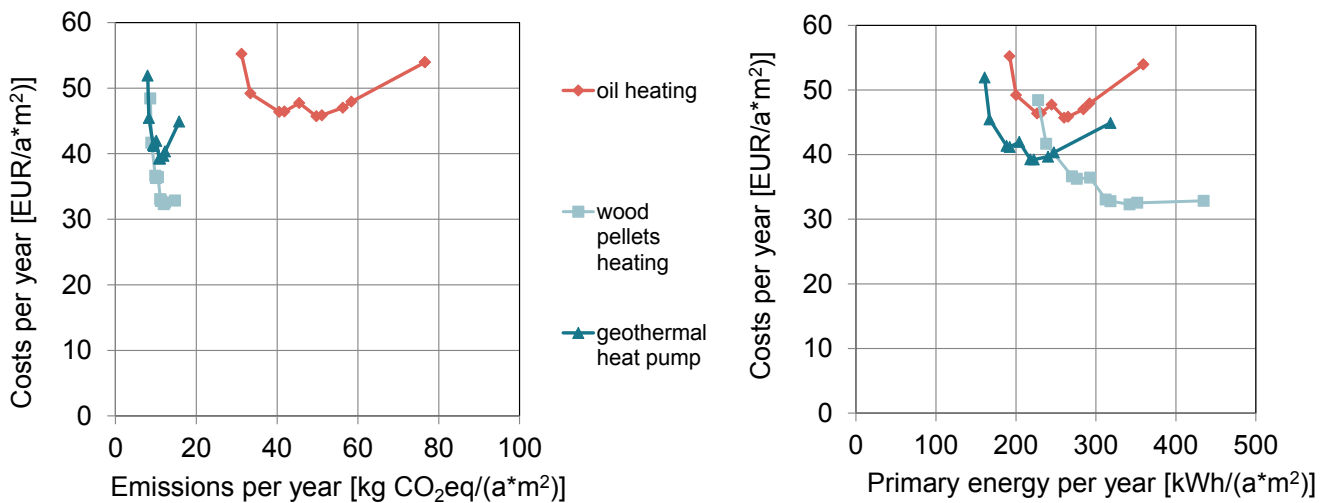 Costs per year [EUR/a*m²)]
60
50
40
30
20
10
0
0 20 40 60 80 100
Emissions per year [kg CO₂eq/(a*m²)]
oil heating
wood
pellets
heating
geothermal
heat pump
Costs per year [EUR/a*m²)]
60
50
40
30
20
10
0
0 100 200 300 400 500
Primary energy per year [kWh/(a*m²)]